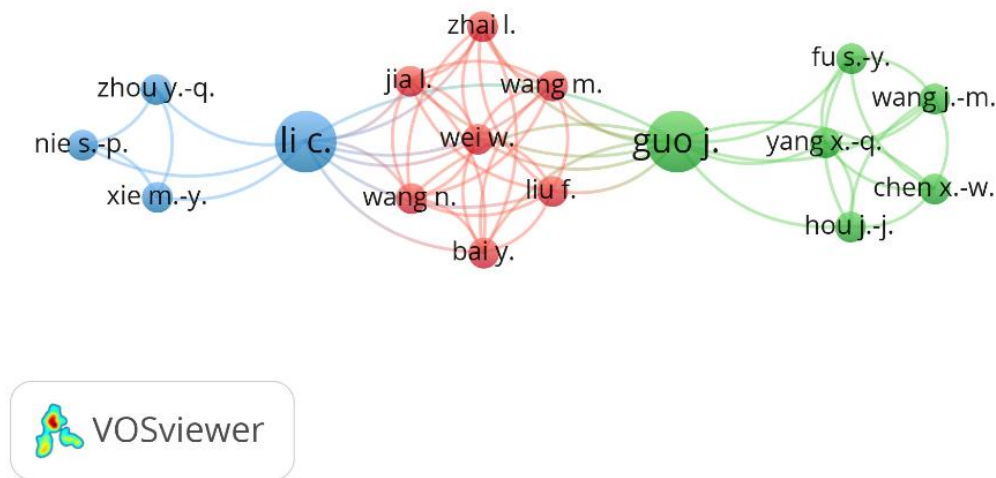 zhai l.
fu s.-y.
jia l.
wang m.
zhou y.-q.
wang j.-m.
li c.
wei w.
guo j.
yang x.-q.
nie s.-p.
xie m.-y.
wang n.
liu f.
chen x.-w.
hou j.-j.
bai y.
VOSviewer